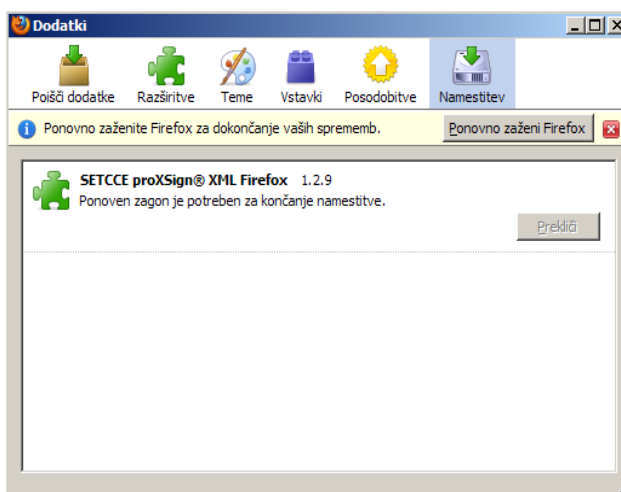 Dodatki
Poišči dodatke Razširitve Teme Vstavki Posodobitve Namestitev
Ponovno zaženite Firefox za dokončanje vaših sprememb. Ponovno zaženi Firefox
SETCCE proXSign® XML Firefox 1.2.9
Ponoven zagon je potreben za končanje namestitve.
Prekliči